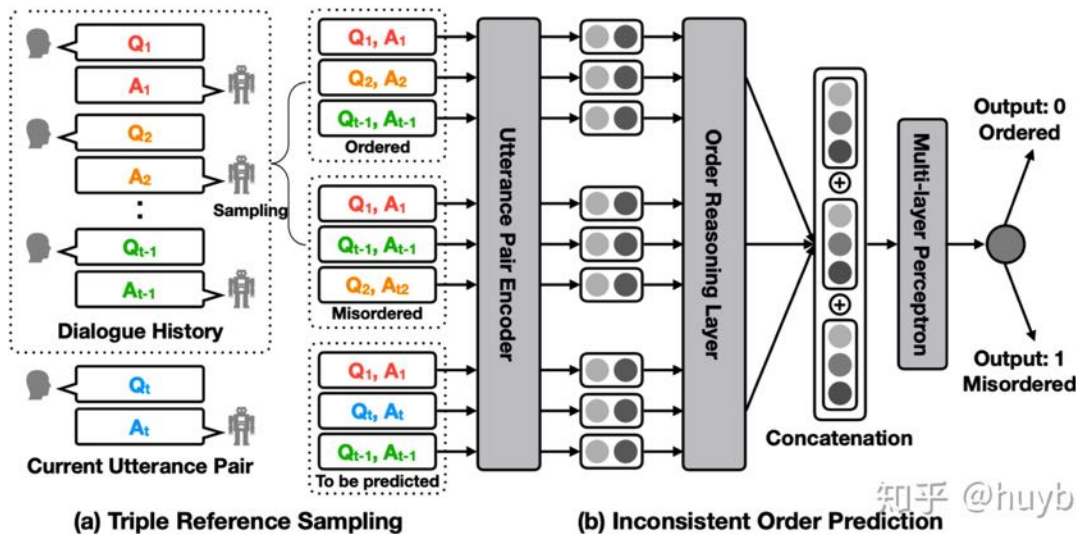 Q1
A1
Q2
A2
Qt-1
At-1
Dialogue History
Qt
At
Current Utterance Pair
Sampling
Q1, A1
Q2, A2
Qt-1, At-1
Ordered
Q1, A1
Qt-1, At-1
Q2, At2
Misordered
Q1, A1
Qt, At
Qt-1, At-1
To be predicted
(a) Triple Reference Sampling
Utterance Pair Encoder
Order Reasoning Layer
Concatenation
Multi-layer Perceptron
Output: 0
Ordered
Output: 1
Misordered
(b) Inconsistent Order Prediction
知乎 @huyb